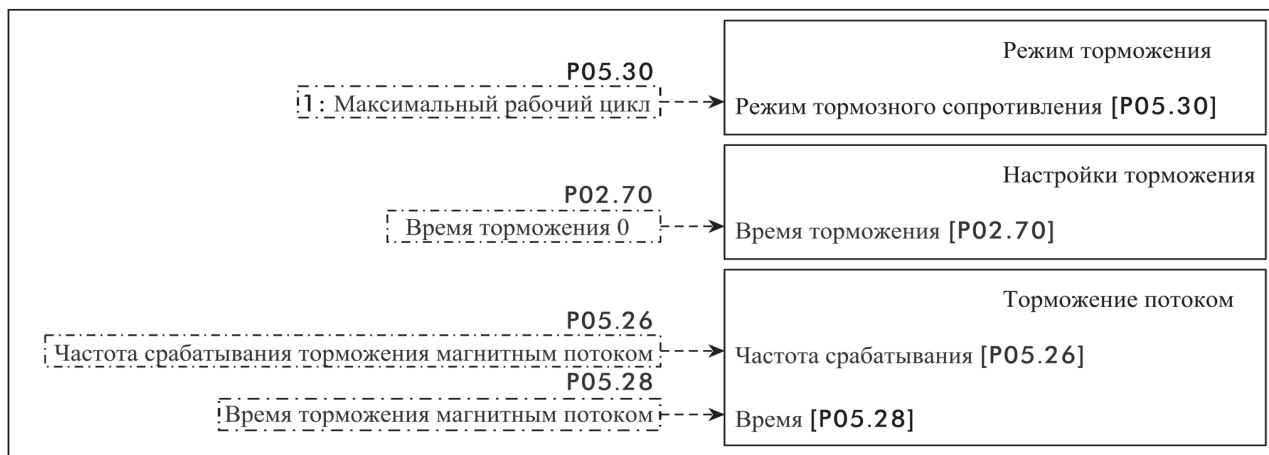 Режим торможения
P05.30
1: Максимальный рабочий цикл
Режим тормозного сопротивления [P05.30]
Настройки торможения
P02.70
Время торможения 0
Время торможения [P02.70]
Торможение потоком
P05.26
Частота срабатывания торможения магнитным потоком
Частота срабатывания [P05.26]
P05.28
Время торможения магнитным потоком
Время [P05.28]